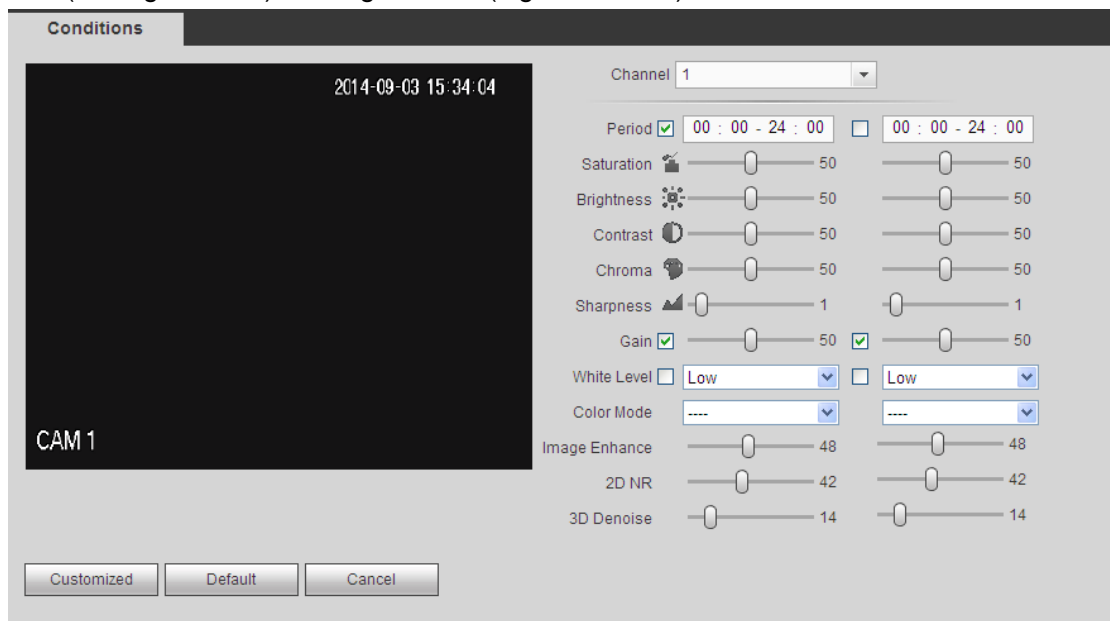 Conditions
2014-09-03 15:34:04
CAM 1
Channel 1
Period 00 : 00 - 24 : 00 00 : 00 - 24 : 00
Saturation 50 50
Brightness 50 50
Contrast 50 50
Chroma 50 50
Sharpness 1 1
Gain 50 50
White Level Low Low
Color Mode ---- ----
Image Enhance 48 48
2D NR 42 42
3D Denoise 14 14
Customized Default Cancel